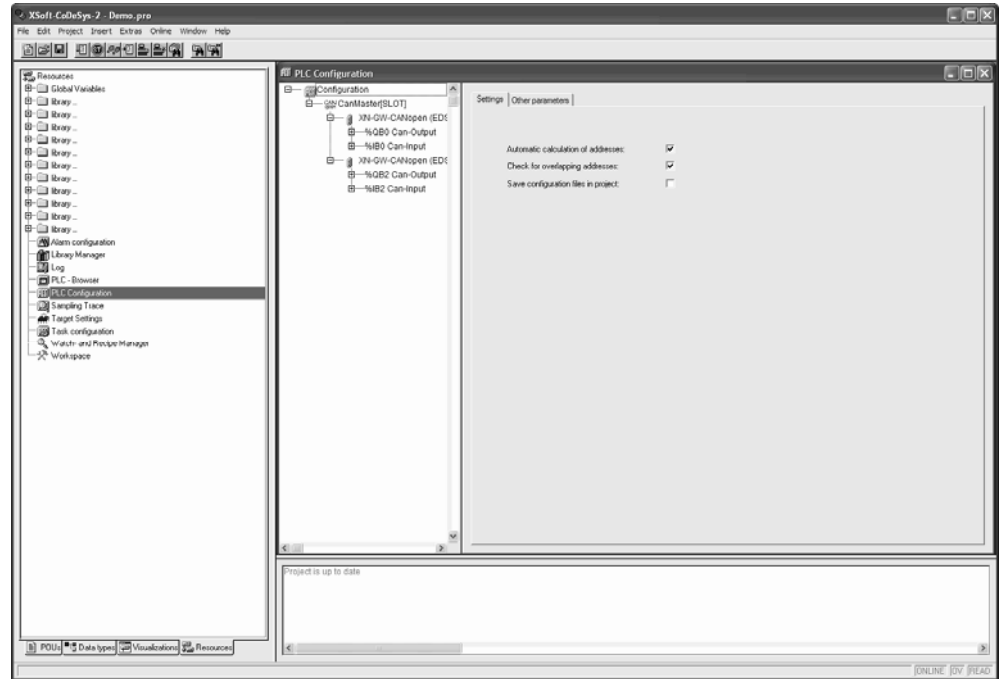 XSoft-CoDeSys-2 - Demo.pro
File Edit Project Insert Extras Online Window Help
Resources
Global Variables
library ..
library ..
library ..
library ..
library ..
library ..
library ..
library ..
library ..
library ..
library ..
Alarm configuration
Library Manager
Log
PLC - Browser
PLC Configuration
Sampling Trace
Target Settings
Task configuration
Watch- and Recipe Manager
Workspace
POUs Data types Visualizations Resources
PLC Configuration
Configuration
CanMaster[SLOT]
XN-GW-CANopen (EDS
%QB0 Can-Output
%IB0 Can-Input
XN-GW-CANopen (EDS
%QB2 Can-Output
%IB2 Can-Input
Settings Other parameters
Automatic calculation of addresses:
Check for overlapping addresses:
Save configuration files in project:
Project is up to date
ONLINE OV READ